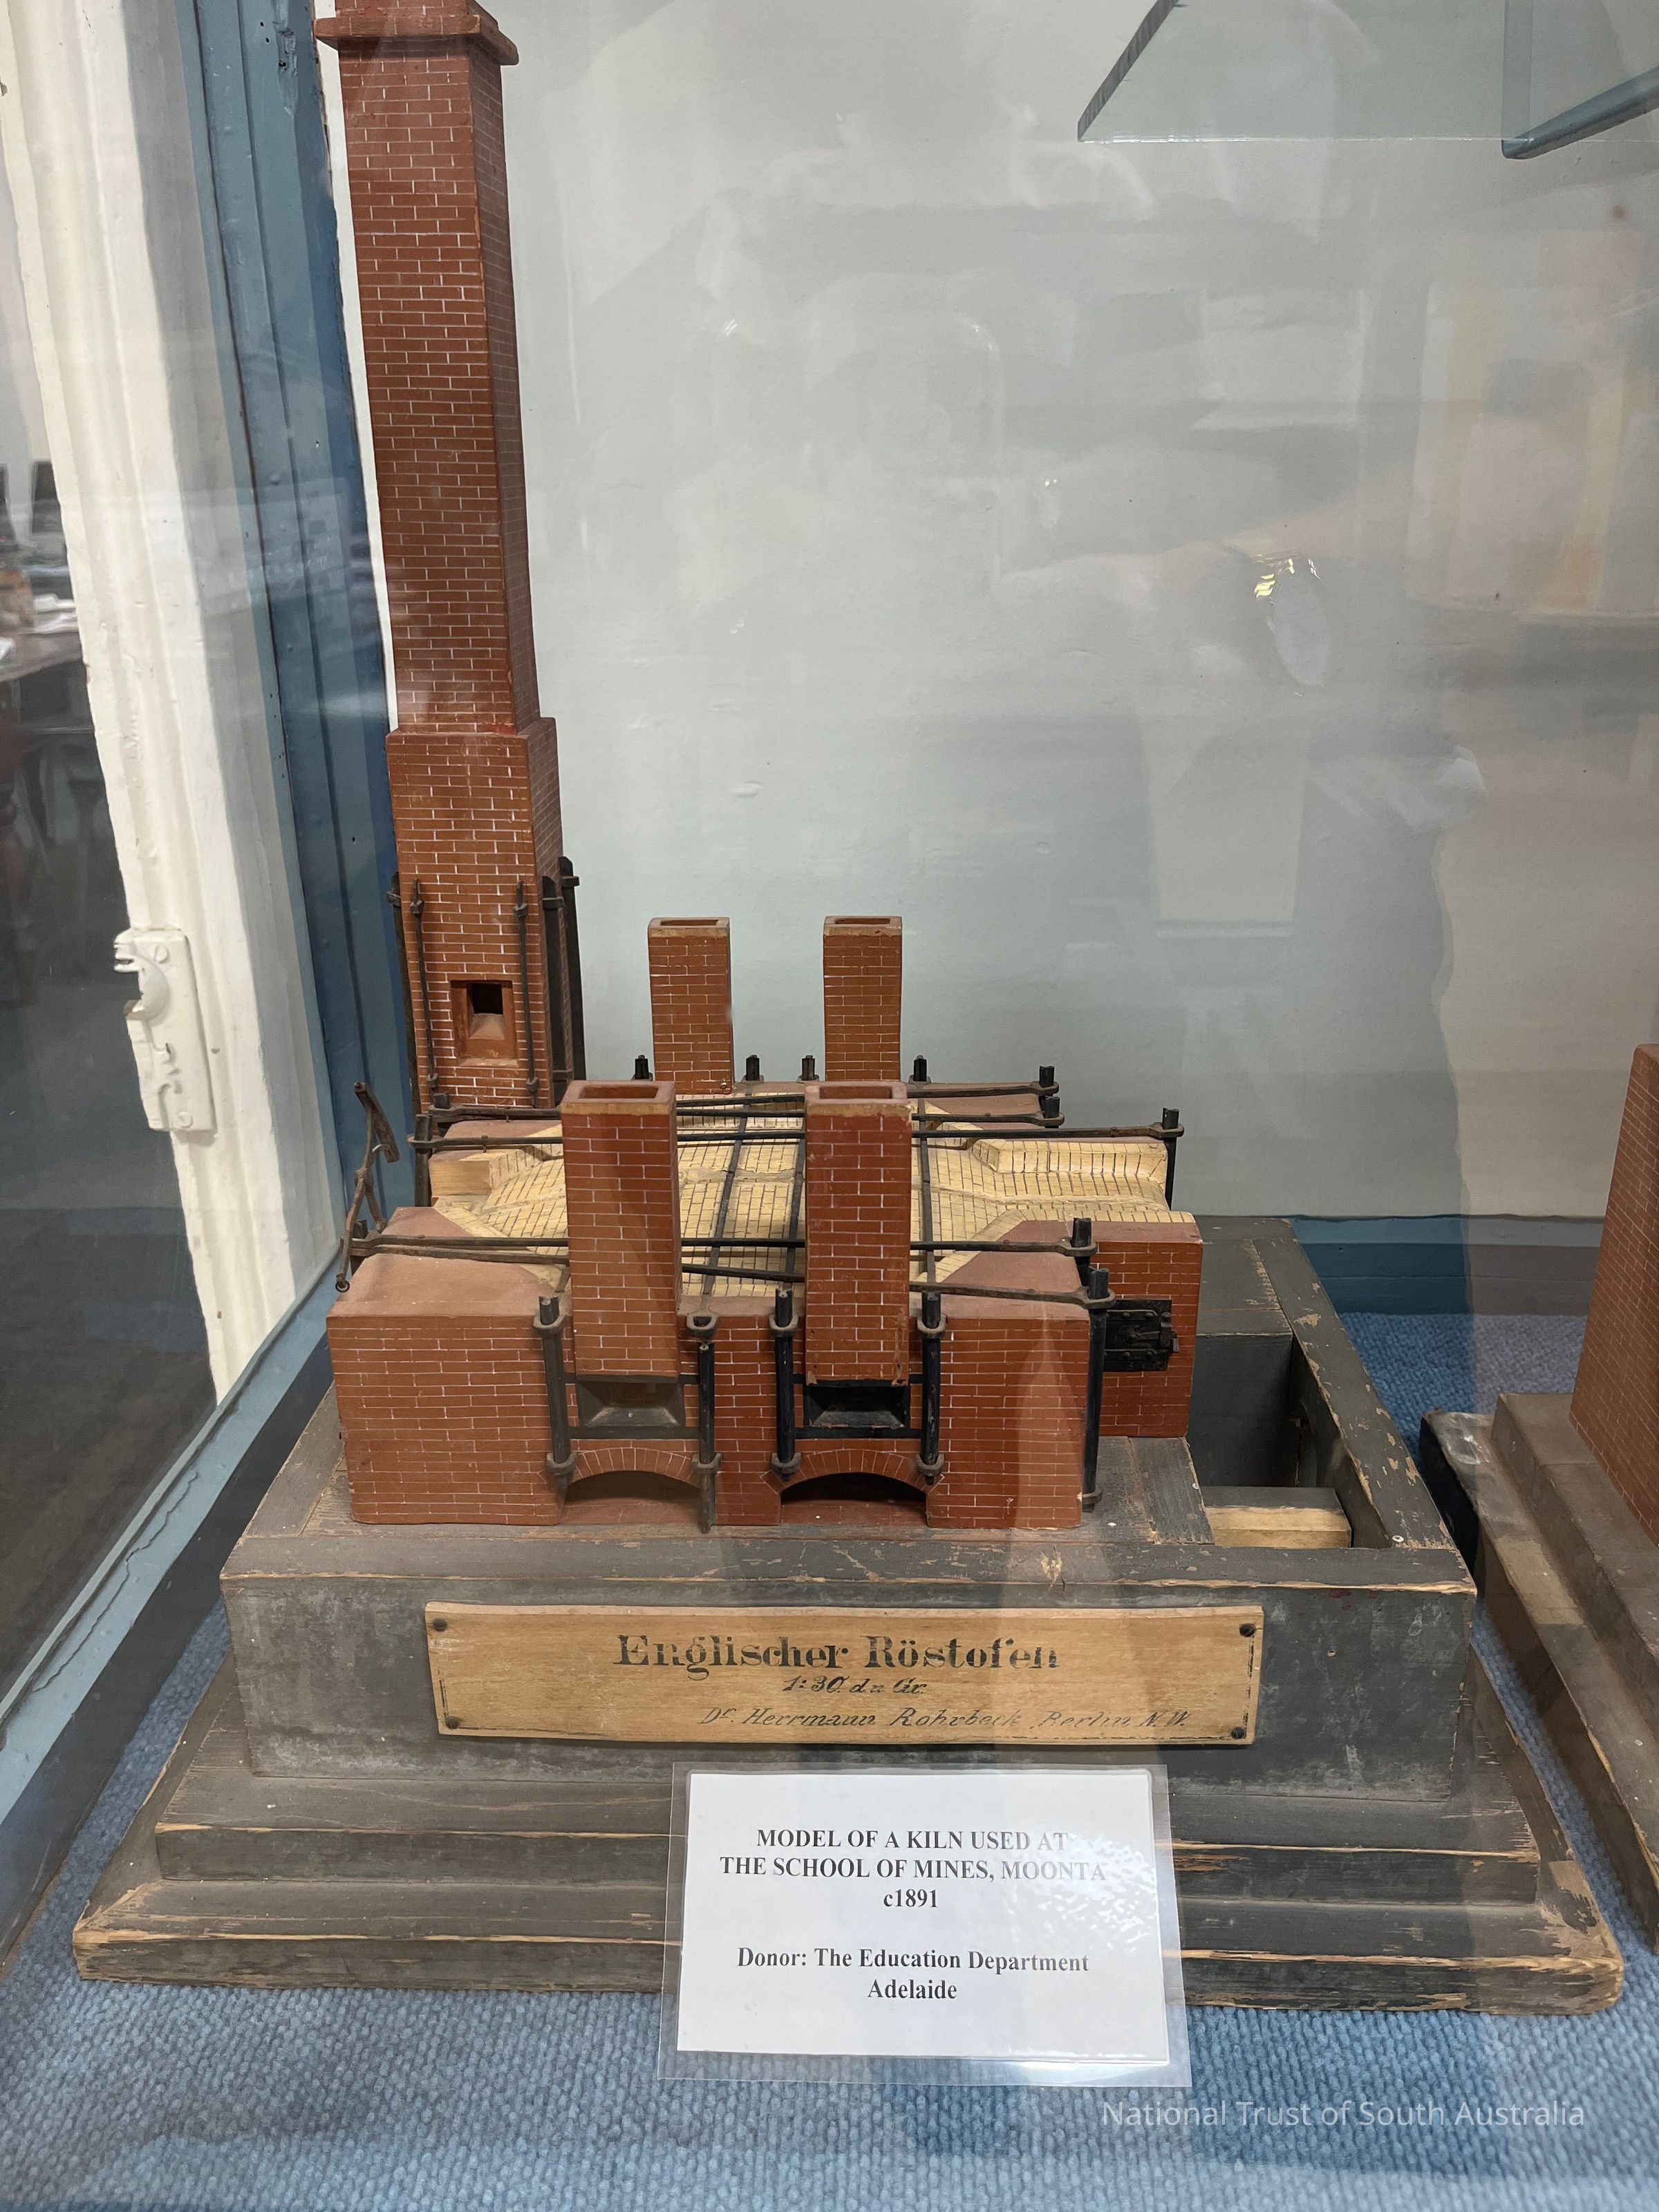 Englischer Röstofen
1:30 d n Gr.
Dr. Herrmann Rohrbeck, Berlin N.W.
MODEL OF A KILN USED AT
THE SCHOOL OF MINES, MOONTA
c1891
Donor: The Education Department
Adelaide
National Trust of South Australia